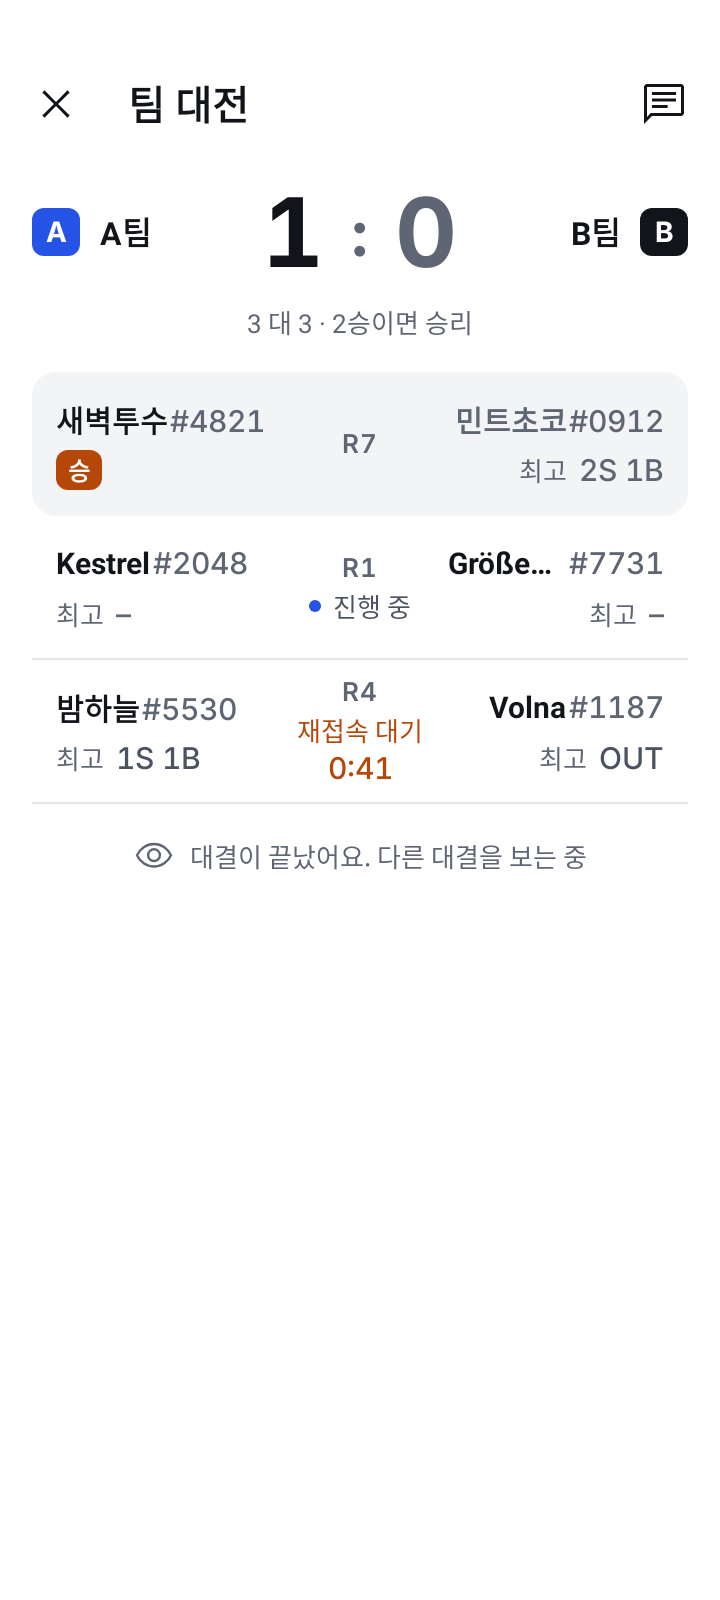 팀 대전
A A팀 1 : 0 B팀 B
3 대 3 · 2승이면 승리
새벽투수#4821 R7 민트초코#0912
승 최고 2S 1B
Kestrel#2048 R1 Größe... #7731
최고 – 진행 중 최고 –
밤하늘#5530 R4 Volna#1187
최고 1S 1B 재접속 대기 최고 OUT
0:41
대결이 끝났어요. 다른 대결을 보는 중